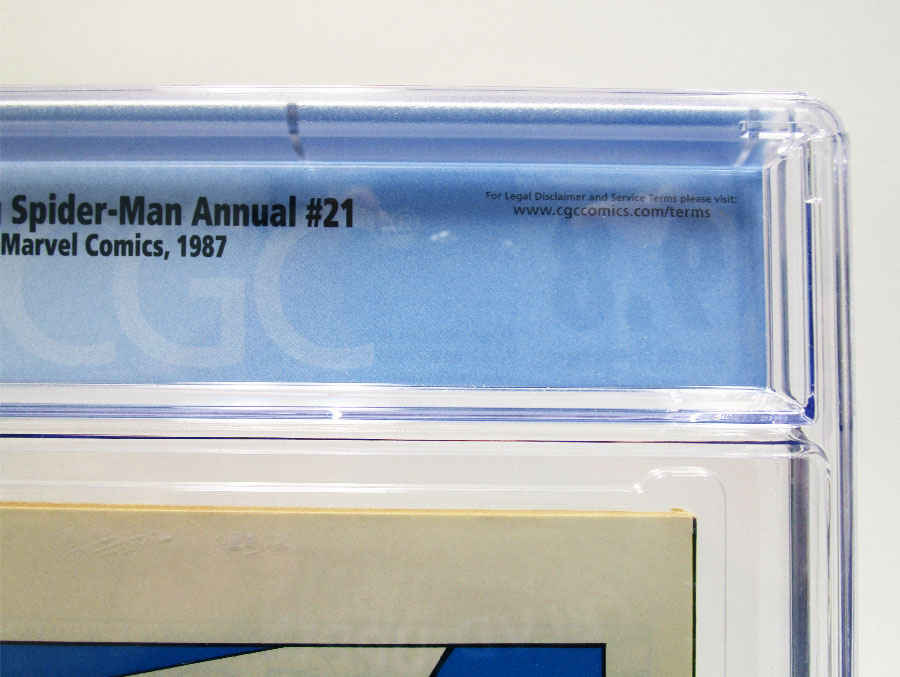 Spider-Man Annual #21
Marvel Comics, 1987
For Legal Disclaimer and Service Terms please visit:
www.cgccomics.com/terms
CGC